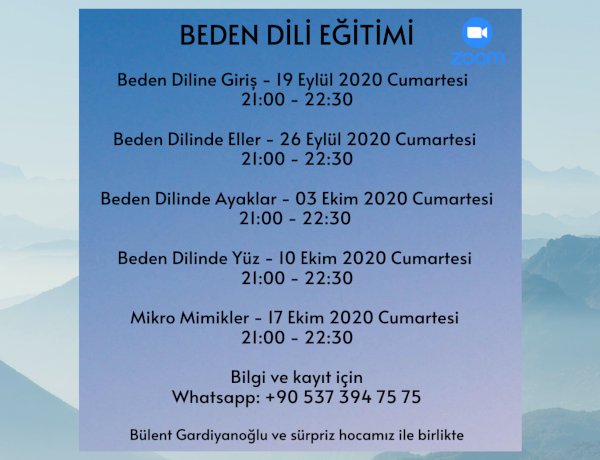 BEDEN DİLİ EĞİTİMİ
zoom
Beden Diline Giriş - 19 Eylül 2020 Cumartesi
21:00 - 22:30
Beden Dilinde Eller - 26 Eylül 2020 Cumartesi
21:00 - 22:30
Beden Dilinde Ayaklar - 03 Ekim 2020 Cumartesi
21:00 - 22:30
Beden Dilinde Yüz - 10 Ekim 2020 Cumartesi
21:00 - 22:30
Mikro Mimikler - 17 Ekim 2020 Cumartesi
21:00 - 22:30
Bilgi ve kayıt için
Whatsapp: +90 537 394 75 75
Bülent Gardiyanoğlu ve sürpriz hocamız ile birlikte